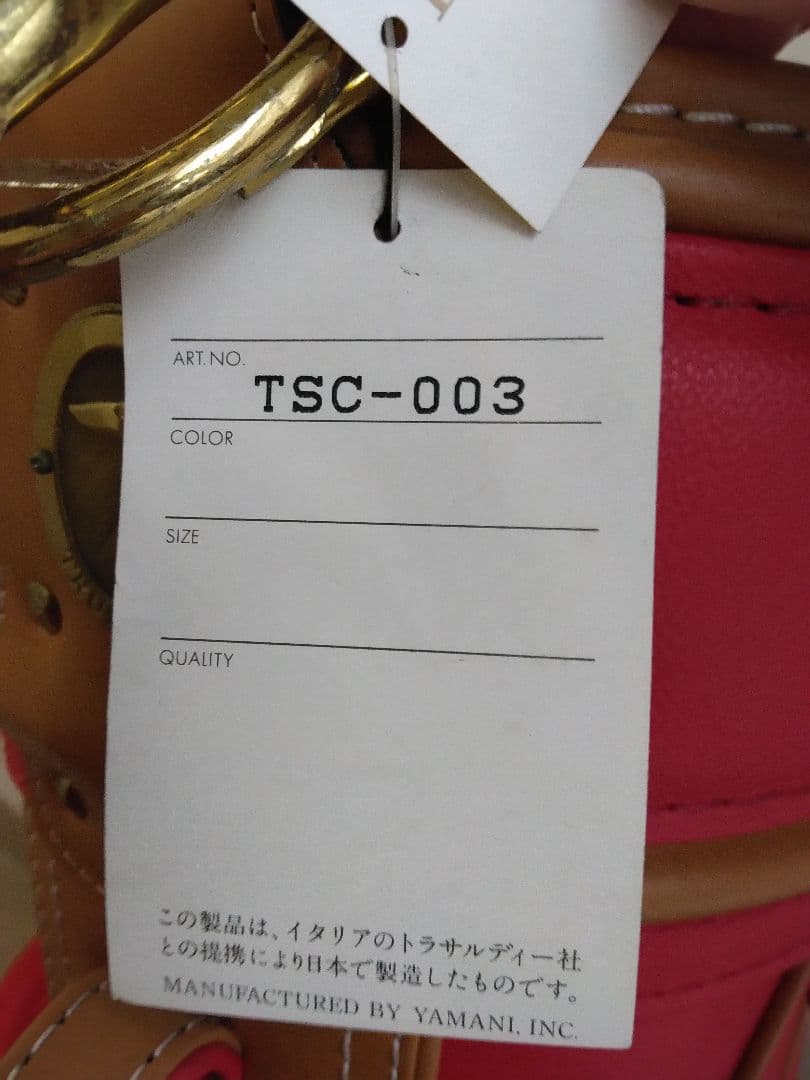 ART. NO.
TSC-003
COLOR
SIZE
QUALITY
この製品は、イタリアのトラサルディー社
との提携により日本で製造したものです。
MANUFACTURED BY YAMANI, INC.